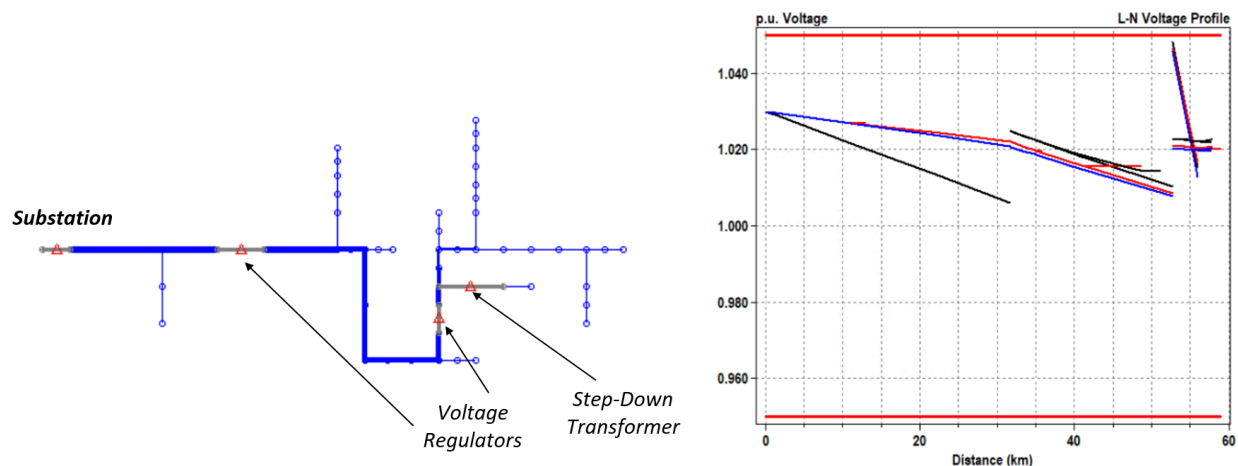 Substation
Voltage
Regulators
Step-Down
Transformer
p.u. Voltage
L-N Voltage Profile
1.040
1.020
1.000
0.980
0.960
0
20
40
60
Distance (km)